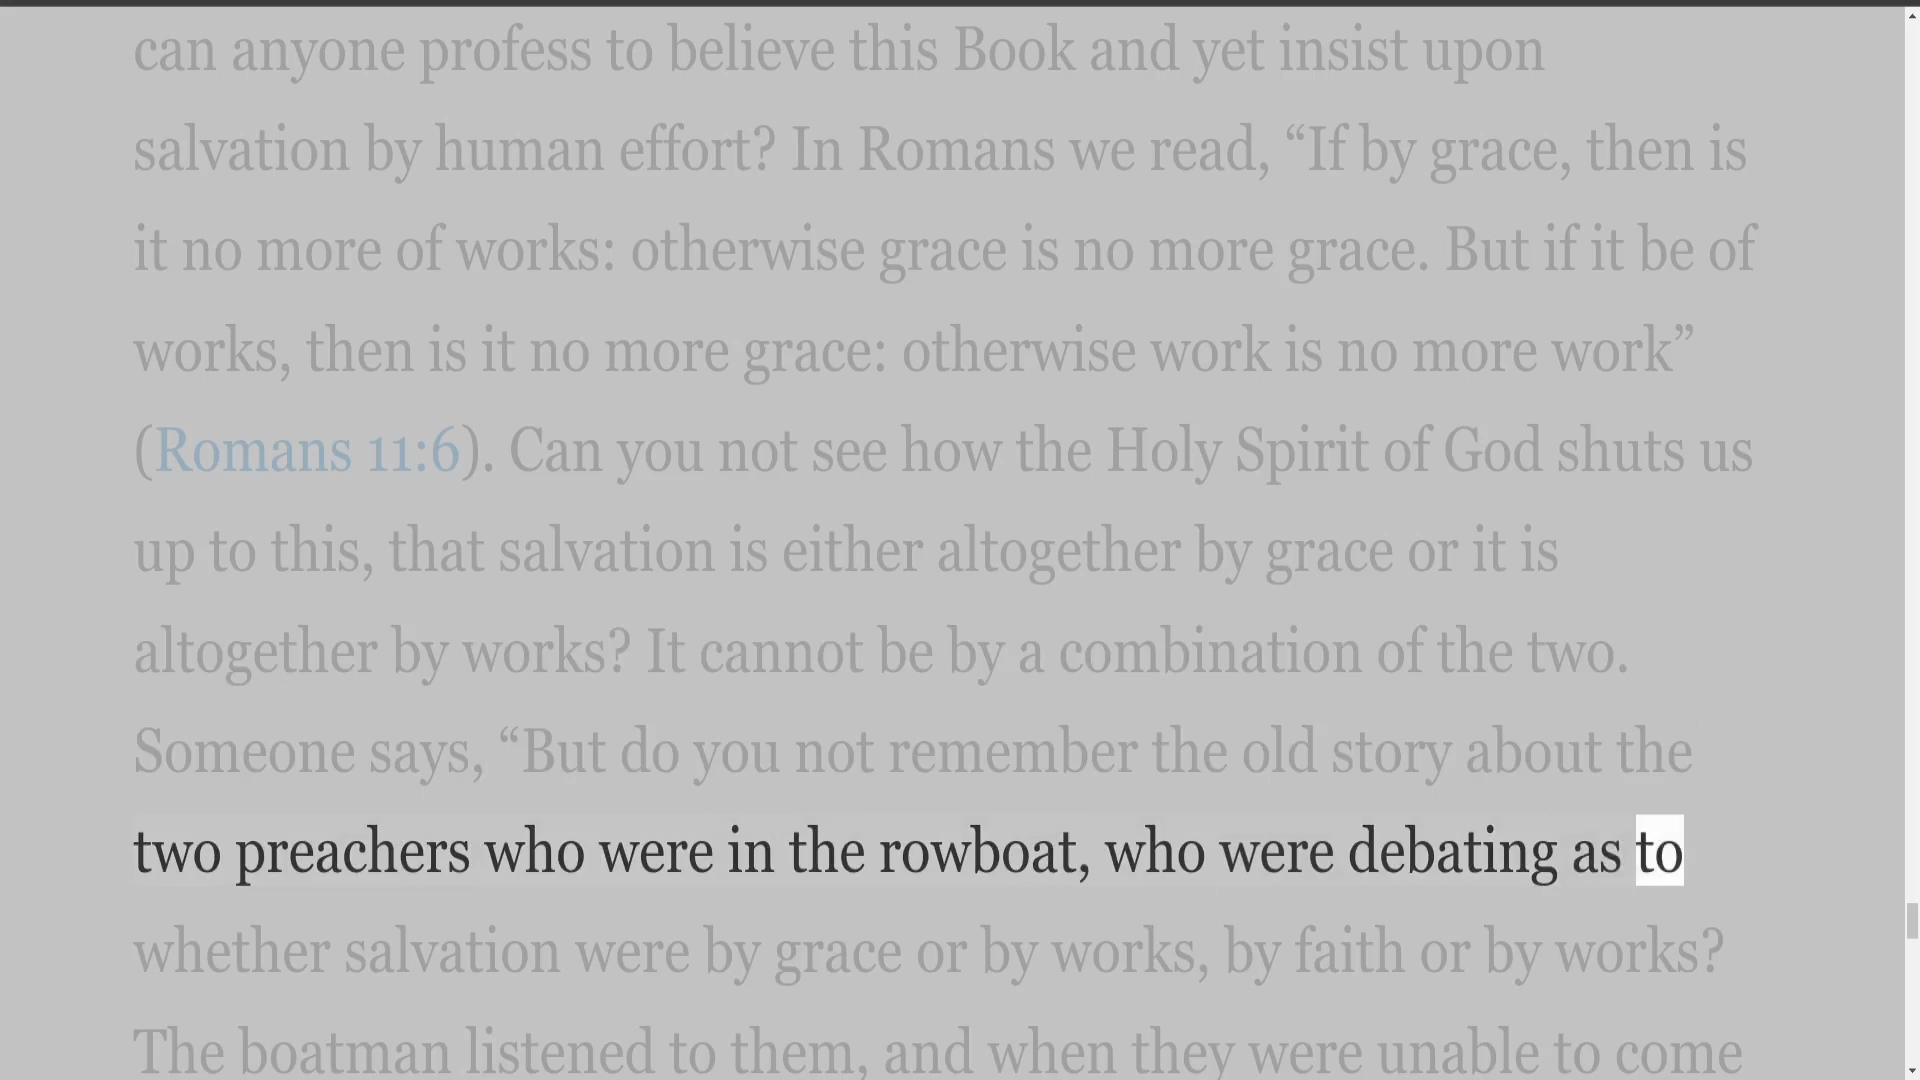 can anyone profess to believe this Book and yet insist upon
salvation by human effort? In Romans we read, “If by grace, then is
it no more of works: otherwise grace is no more grace. But if it be of
works, then is it no more grace: otherwise work is no more work”
(Romans 11:6). Can you not see how the Holy Spirit of God shuts us
up to this, that salvation is either altogether by grace or it is
altogether by works? It cannot be by a combination of the two.
Someone says, “But do you not remember the old story about the
two preachers who were in the rowboat, who were debating as to
whether salvation were by grace or by works, by faith or by works?
The boatman listened to them, and when they were unable to come